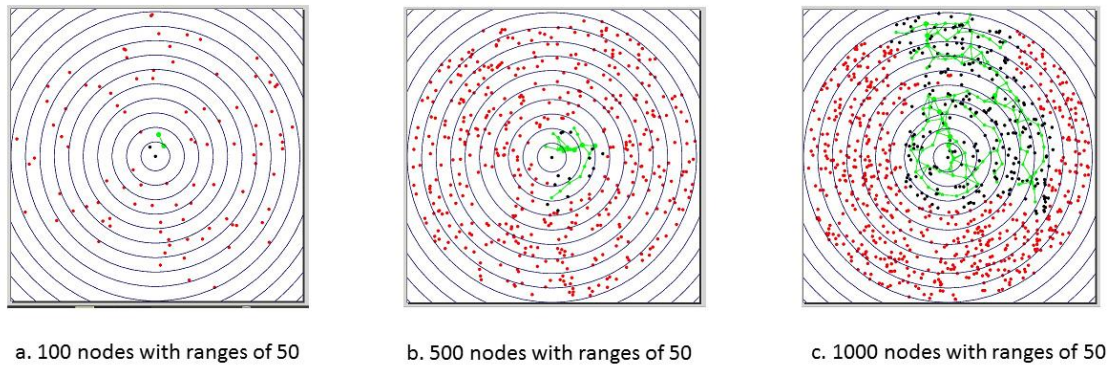 a. 100 nodes with ranges of 50
b. 500 nodes with ranges of 50
c. 1000 nodes with ranges of 50